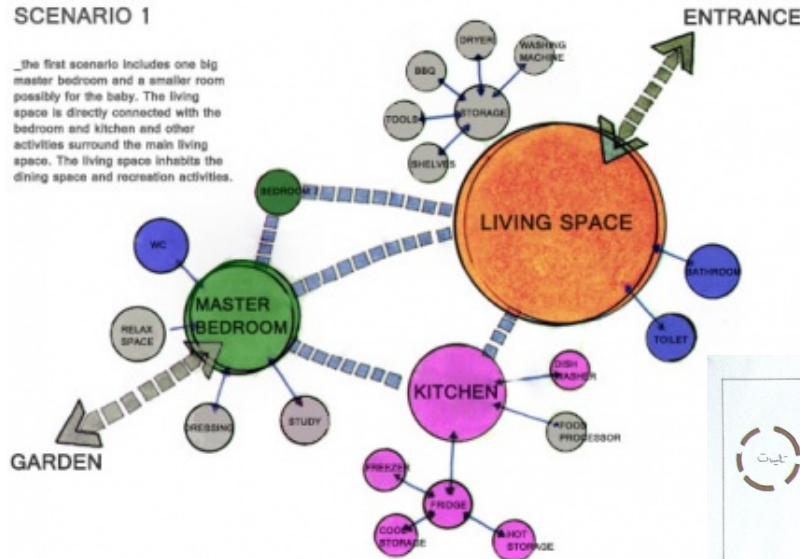 SCENARIO 1
ENTRANCE
_the first scenario includes one big
master bedroom and a smaller room
possibly for the baby. The living
space is directly connected with the
bedroom and kitchen and other
activities surround the main living
space. The living space inhabits the
dining space and recreation activities.
DRYER
WASHING
MACHINE
BBQ
STORAGE
TOOLS
SHELVES
BEDROOM
LIVING SPACE
WC
BATHROOM
MASTER
BEDROOM
RELAX
SPACE
TOILET
KITCHEN
DISH
WASHER
DRESSING
STUDY
FOOD
PROCESSOR
GARDEN
FREEZER
FRIDGE
STORAGE
HOT
STORAGE